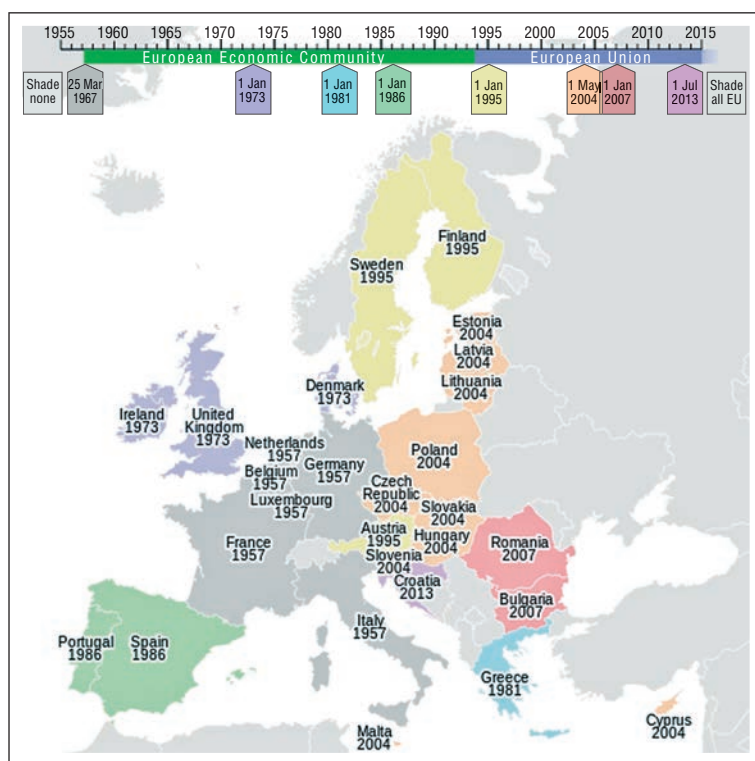 1955 1960 1965 1970 1975 1980 1985 1990 1995 2000 2005 2010 2015
European Economic Community European Union
Shade
none
25 Mar
1967
1 Jan
1973
1 Jan
1981
1 Jan
1986
1 Jan
1995
1 May
2004
1 Jan
2007
1 Jul
2013
Shade
all EU
Finland
1995
Sweden
1995
Estonia
2004
Latvia
2004
Lithuania
2004
Denmark
1973
Ireland
1973
United
Kingdom
1973
Netherlands
1957
Belgium
1957
Luxembourg
1957
Germany
1957
Poland
2004
Czech
Republic
2004
Slovakia
2004
Austria
1995
Hungary
2004
Slovenia
2004
Croatia
2013
France
1957
Romania
2007
Bulgaria
2007
Italy
1957
Portugal
1986
Spain
1986
Greece
1981
Malta
2004
Cyprus
2004